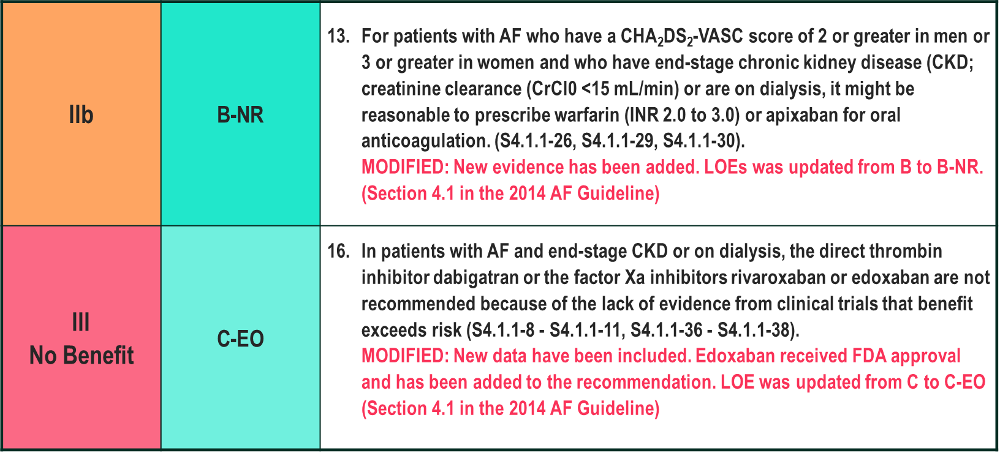 IIb
B-NR
13. For patients with AF who have a CHA₂DS₂-VASC score of 2 or greater in men or
3 or greater in women and who have end-stage chronic kidney disease (CKD;
creatinine clearance (CrCl0 <15 mL/min) or are on dialysis, it might be
reasonable to prescribe warfarin (INR 2.0 to 3.0) or apixaban for oral
anticoagulation. (S4.1.1-26, S4.1.1-29, S4.1.1-30).
MODIFIED: New evidence has been added. LOEs was updated from B to B-NR.
(Section 4.1 in the 2014 AF Guideline)
III
No Benefit
C-EO
16. In patients with AF and end-stage CKD or on dialysis, the direct thrombin
inhibitor dabigatran or the factor Xa inhibitors rivaroxaban or edoxaban are not
recommended because of the lack of evidence from clinical trials that benefit
exceeds risk (S4.1.1-8 - S4.1.1-11, S4.1.1-36 - S4.1.1-38).
MODIFIED: New data have been included. Edoxaban received FDA approval
and has been added to the recommendation. LOE was updated from C to C-EO
(Section 4.1 in the 2014 AF Guideline)